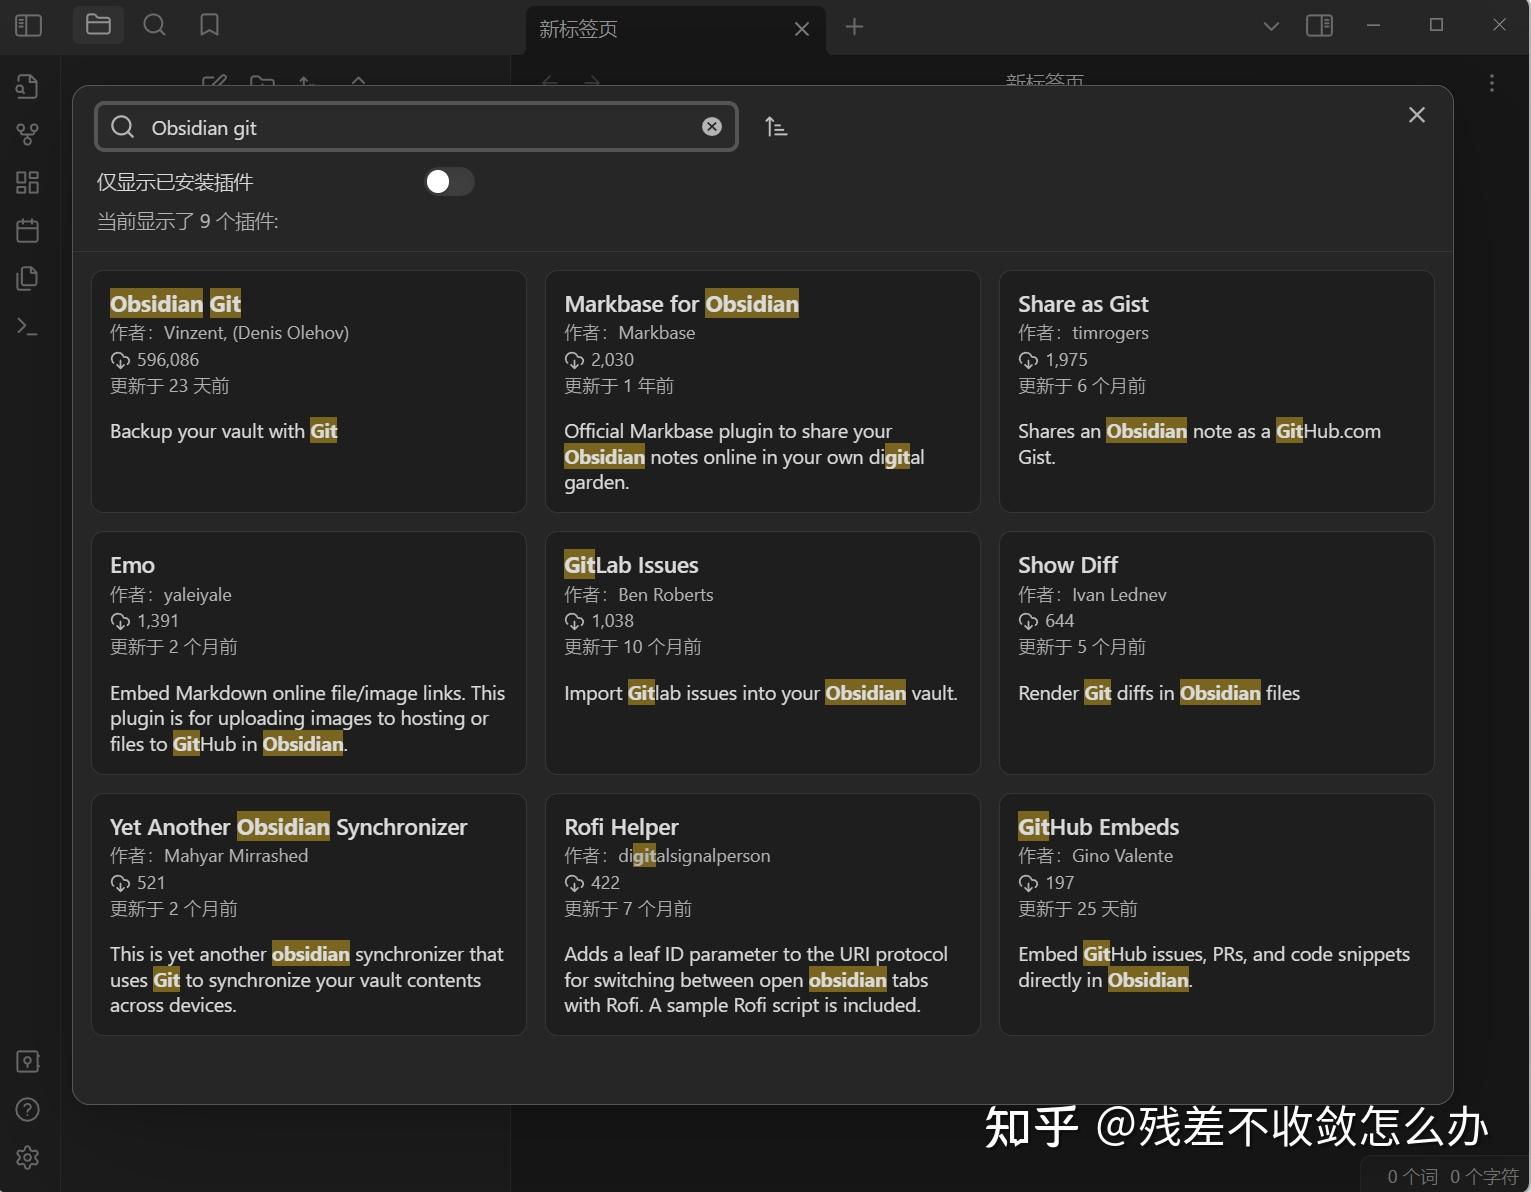 新标签页
新标签页
Obsidian git
仅显示已安装插件
当前显示了 9 个插件:
Obsidian Git
作者：Vinzent, (Denis Olehov)
596,086
更新于 23 天前
Backup your vault with Git
Markbase for Obsidian
作者：Markbase
2,030
更新于 1 年前
Official Markbase plugin to share your
Obsidian notes online in your own digital
garden.
Share as Gist
作者：timrogers
1,975
更新于 6 个月前
Shares an Obsidian note as a GitHub.com
Gist.
Emo
作者：yaleiyale
1,391
更新于 2 个月前
Embed Markdown online file/image links. This
plugin is for uploading images to hosting or
files to GitHub in Obsidian.
GitLab Issues
作者：Ben Roberts
1,038
更新于 10 个月前
Import Gitlab issues into your Obsidian vault.
Show Diff
作者：Ivan Lednev
644
更新于 5 个月前
Render Git diffs in Obsidian files
Yet Another Obsidian Synchronizer
作者：Mahyar Mirrashed
521
更新于 2 个月前
This is yet another obsidian synchronizer that
uses Git to synchronize your vault contents
across devices.
Rofi Helper
作者：digitalsignalperson
422
更新于 7 个月前
Adds a leaf ID parameter to the URI protocol
for switching between open obsidian tabs
with Rofi. A sample Rofi script is included.
GitHub Embeds
作者：Gino Valente
197
更新于 25 天前
Embed GitHub issues, PRs, and code snippets
directly in Obsidian.
知乎 @残差不收敛怎么办
0 个词 0 个字符